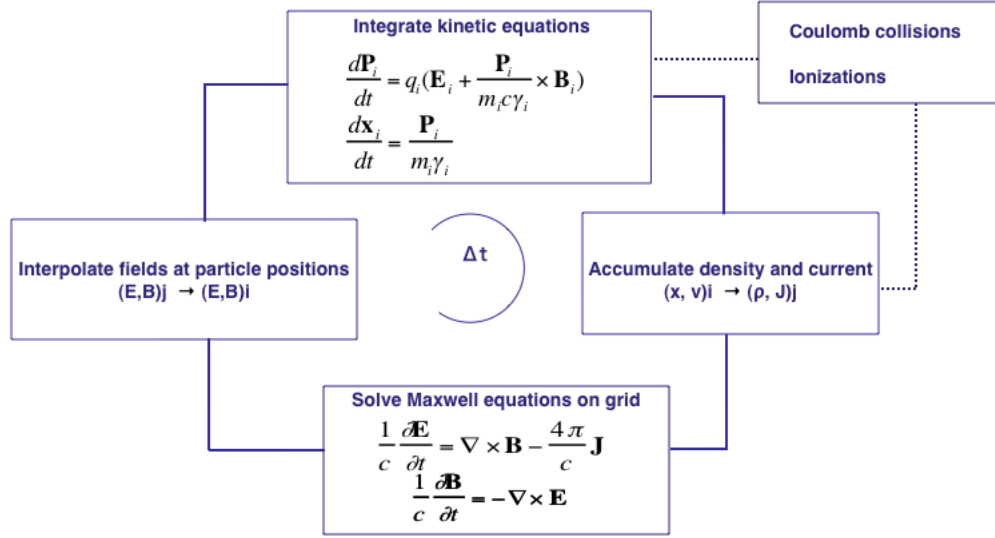 Integrate kinetic equations
dP_i/dt = q_i(E_i + P_i/(m_i c γ_i) × B_i)
dx_i/dt = P_i/(m_i γ_i)
Coulomb collisions
Ionizations
Interpolate fields at particle positions
(E,B)j → (E,B)i
Δt
Accumulate density and current
(x, v)i → (ρ, J)j
Solve Maxwell equations on grid
1/c ∂E/∂t = ∇ × B − 4π/c J
1/c ∂B/∂t = −∇× E